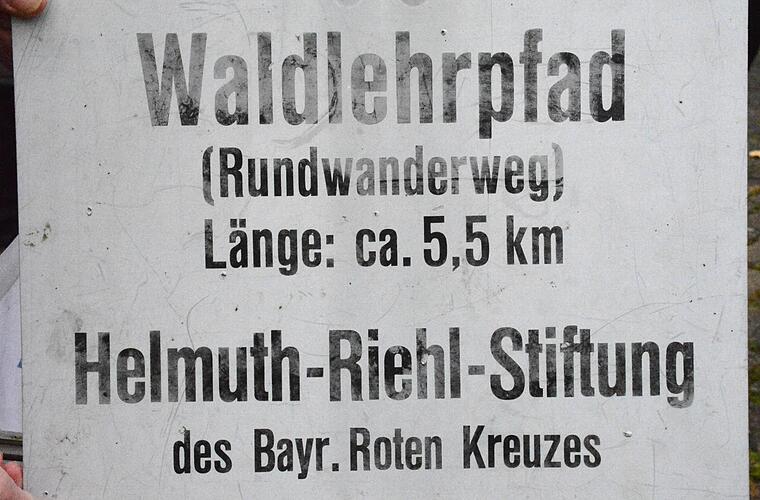 Waldlehrpfad
(Rundwanderweg)
Länge: ca. 5,5 km
Helmuth-Riehl-Stiftung
des Bayr. Roten Kreuzes